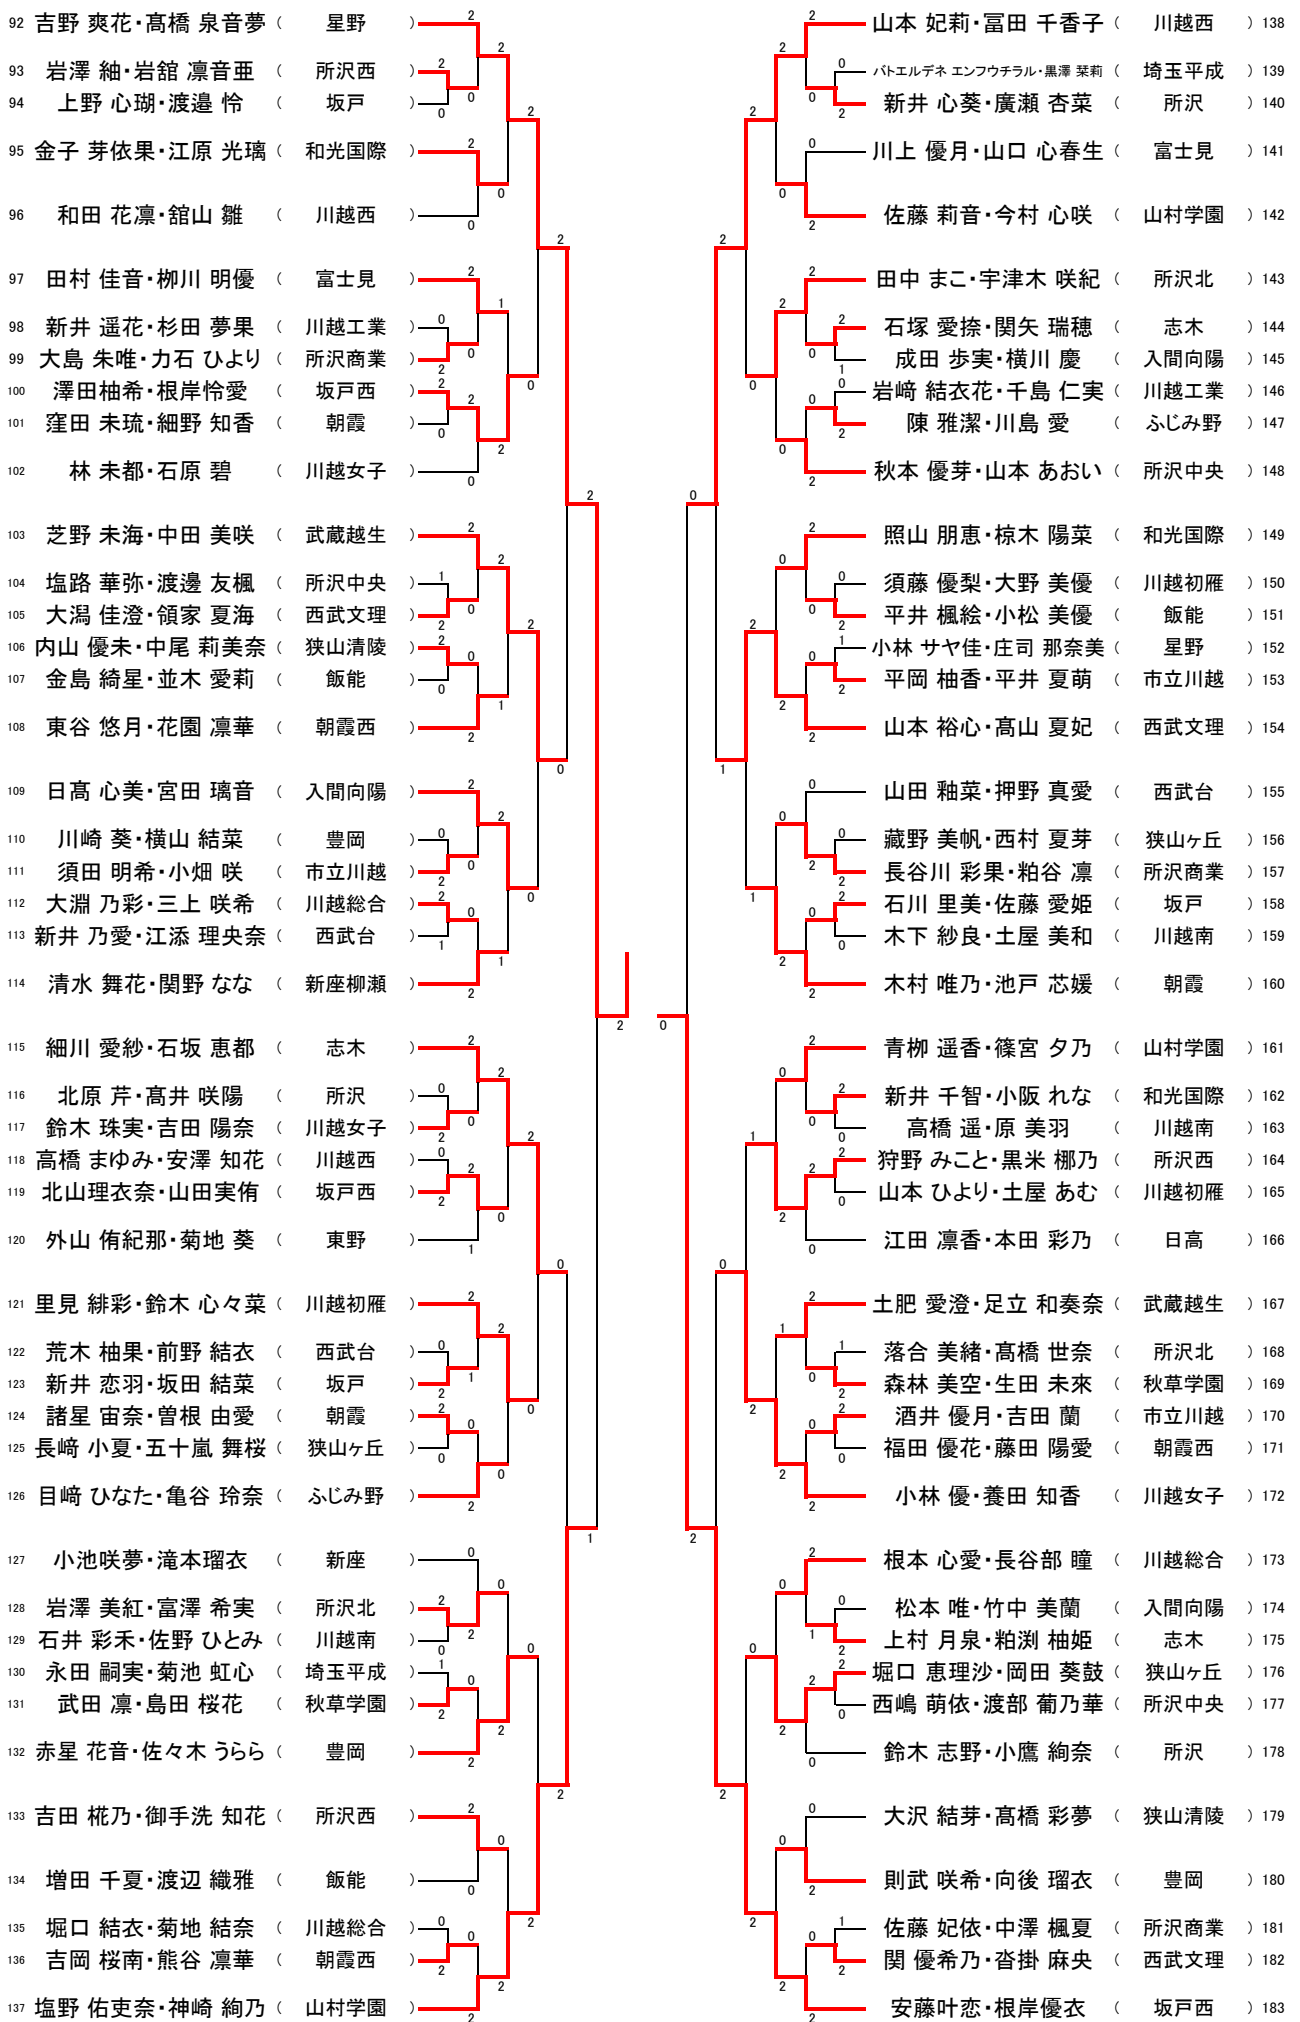 92 吉野 爽花・髙橋 泉音夢 ( 星野 )
93 岩澤 紬・岩舘 凛音亜 ( 所沢西 )
94 上野 心瑚・渡邉 怜 ( 坂戸 )
95 金子 芽依果・江原 光璃 ( 和光国際 )
96 和田 花凛・舘山 雛 ( 川越西 )
97 田村 佳音・栁川 明優 ( 富士見 )
98 新井 遥花・杉田 夢果 ( 川越工業 )
99 大島 朱唯・力石 ひより ( 所沢商業 )
100 澤田柚希・根岸怜愛 ( 坂戸西 )
101 窪田 未琉・細野 知香 ( 朝霞 )
102 林 未都・石原 碧 ( 川越女子 )
103 芝野 未海・中田 美咲 ( 武蔵越生 )
104 塩路 華弥・渡邊 友楓 ( 所沢中央 )
105 大潟 佳澄・領家 夏海 ( 西武文理 )
106 内山 優未・中尾 莉美奈 ( 狭山清陵 )
107 金島 綺星・並木 愛莉 ( 飯能 )
108 東谷 悠月・花園 凛華 ( 朝霞西 )
109 日髙 心美・宮田 璃音 ( 入間向陽 )
110 川崎 葵・横山 結菜 ( 豊岡 )
111 須田 明希・小畑 咲 ( 市立川越 )
112 大淵 乃彩・三上 咲希 ( 川越総合 )
113 新井 乃愛・江添 理央奈 ( 西武台 )
114 清水 舞花・関野 なな ( 新座柳瀬 )
115 細川 愛紗・石坂 恵都 ( 志木 )
116 北原 芹・髙井 咲陽 ( 所沢 )
117 鈴木 珠実・吉田 陽奈 ( 川越女子 )
118 高橋 まゆみ・安澤 知花 ( 川越西 )
119 北山理衣奈・山田実侑 ( 坂戸西 )
120 外山 侑紀那・菊地 葵 ( 東野 )
121 里見 緋彩・鈴木 心々菜 ( 川越初雁 )
122 荒木 柚果・前野 結衣 ( 西武台 )
123 新井 恋羽・坂田 結菜 ( 坂戸 )
124 諸星 宙奈・曽根 由愛 ( 朝霞 )
125 長﨑 小夏・五十嵐 舞桜 ( 狭山ヶ丘 )
126 目﨑 ひなた・亀谷 玲奈 ( ふじみ野 )
127 小池咲夢・滝本瑠衣 ( 新座 )
128 岩澤 美紅・富澤 希実 ( 所沢北 )
129 石井 彩禾・佐野 ひとみ ( 川越南 )
130 永田 嗣実・菊池 虹心 ( 埼玉平成 )
131 武田 凛・島田 桜花 ( 秋草学園 )
132 赤星 花音・佐々木 うらら ( 豊岡 )
133 吉田 椛乃・御手洗 知花 ( 所沢西 )
134 増田 千夏・渡辺 織雅 ( 飯能 )
135 堀口 結衣・菊地 結奈 ( 川越総合 )
136 吉岡 桜南・熊谷 凛華 ( 朝霞西 )
137 塩野 佑吏奈・神崎 絢乃 ( 山村学園 )
山本 妃莉・冨田 千香子 ( 川越西 ) 138
バトエルデネ エンフウチラル・黒澤 栞莉 ( 埼玉平成 ) 139
新井 心葵・廣瀬 杏菜 ( 所沢 ) 140
川上 優月・山口 心春生 ( 富士見 ) 141
佐藤 莉音・今村 心咲 ( 山村学園 ) 142
田中 まこ・宇津木 咲紀 ( 所沢北 ) 143
石塚 愛捺・関矢 瑞穂 ( 志木 ) 144
成田 歩実・横川 慶 ( 入間向陽 ) 145
岩﨑 結衣花・千島 仁実 ( 川越工業 ) 146
陳 雅潔・川島 愛 ( ふじみ野 ) 147
秋本 優芽・山本 あおい ( 所沢中央 ) 148
照山 朋恵・椋木 陽菜 ( 和光国際 ) 149
須藤 優梨・大野 美優 ( 川越初雁 ) 150
平井 楓絵・小松 美優 ( 飯能 ) 151
小林 サヤ佳・庄司 那奈美 ( 星野 ) 152
平岡 柚香・平井 夏萌 ( 市立川越 ) 153
山本 裕心・髙山 夏妃 ( 西武文理 ) 154
山田 釉菜・押野 真愛 ( 西武台 ) 155
藏野 美帆・西村 夏芽 ( 狭山ヶ丘 ) 156
長谷川 彩果・粕谷 凛 ( 所沢商業 ) 157
石川 里美・佐藤 愛姫 ( 坂戸 ) 158
木下 紗良・土屋 美和 ( 川越南 ) 159
木村 唯乃・池戸 芯媛 ( 朝霞 ) 160
青栁 遥香・篠宮 夕乃 ( 山村学園 ) 161
新井 千智・小阪 れな ( 和光国際 ) 162
高橋 遥・原 美羽 ( 川越南 ) 163
狩野 みこと・黒米 梛乃 ( 所沢西 ) 164
山本 ひより・土屋 あむ ( 川越初雁 ) 165
江田 凛香・本田 彩乃 ( 日高 ) 166
土肥 愛澄・足立 和奏奈 ( 武蔵越生 ) 167
落合 美緒・髙橋 世奈 ( 所沢北 ) 168
森林 美空・生田 未來 ( 秋草学園 ) 169
酒井 優月・吉田 蘭 ( 市立川越 ) 170
福田 優花・藤田 陽愛 ( 朝霞西 ) 171
小林 優・養田 知香 ( 川越女子 ) 172
根本 心愛・長谷部 瞳 ( 川越総合 ) 173
松本 唯・竹中 美蘭 ( 入間向陽 ) 174
上村 月泉・粕渕 柚姫 ( 志木 ) 175
堀口 恵理沙・岡田 葵鼓 ( 狭山ヶ丘 ) 176
西嶋 萌依・渡部 葡乃華 ( 所沢中央 ) 177
鈴木 志野・小鷹 絢奈 ( 所沢 ) 178
大沢 結芽・髙橋 彩夢 ( 狭山清陵 ) 179
則武 咲希・向後 瑠衣 ( 豊岡 ) 180
佐藤 妃依・中澤 楓夏 ( 所沢商業 ) 181
関 優希乃・沓掛 麻央 ( 西武文理 ) 182
安藤叶恋・根岸優衣 ( 坂戸西 ) 183